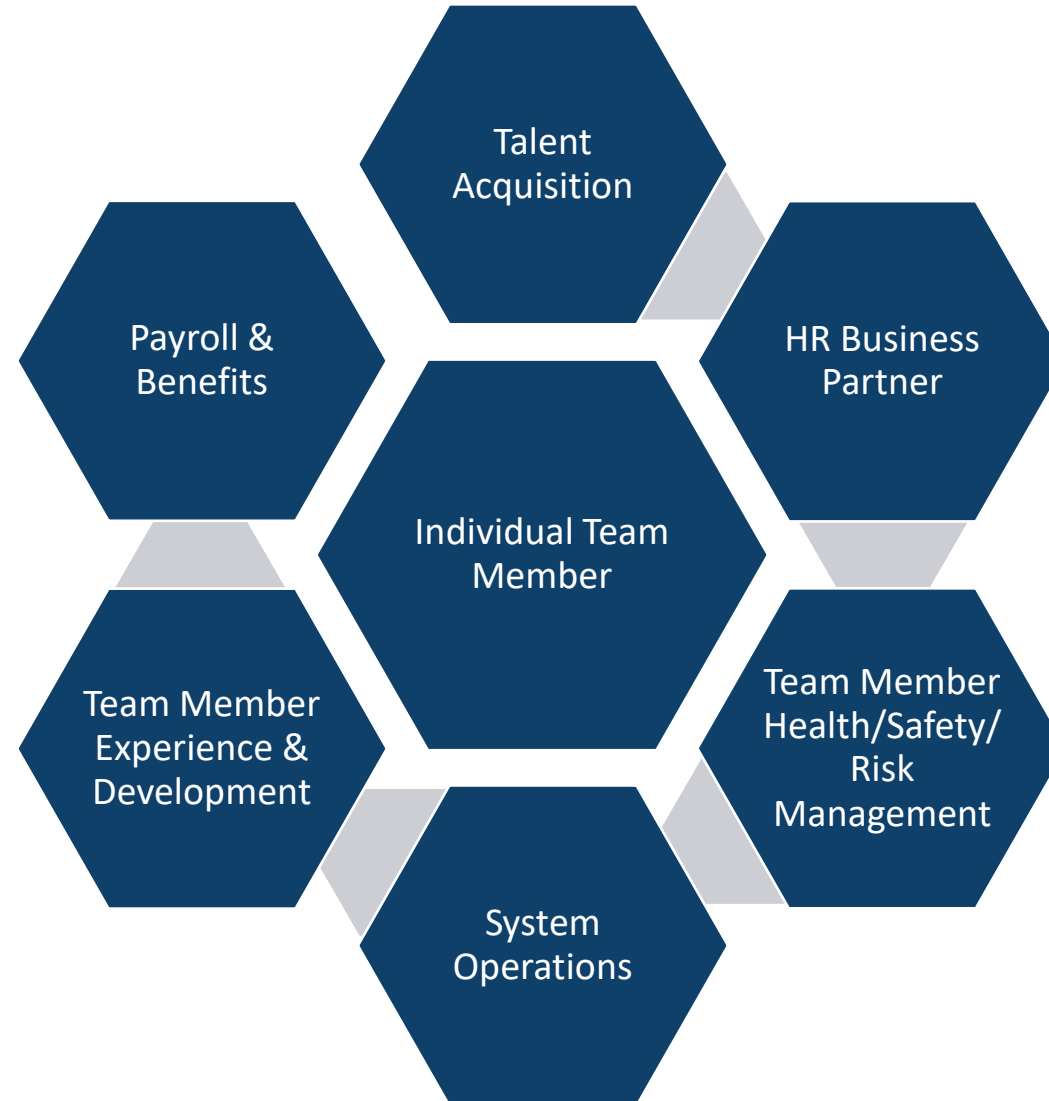 Talent
Acquisition
Payroll &
Benefits
HR Business
Partner
Individual Team
Member
Team Member
Experience &
Development
Team Member
Health/Safety/
Risk
Management
System
Operations